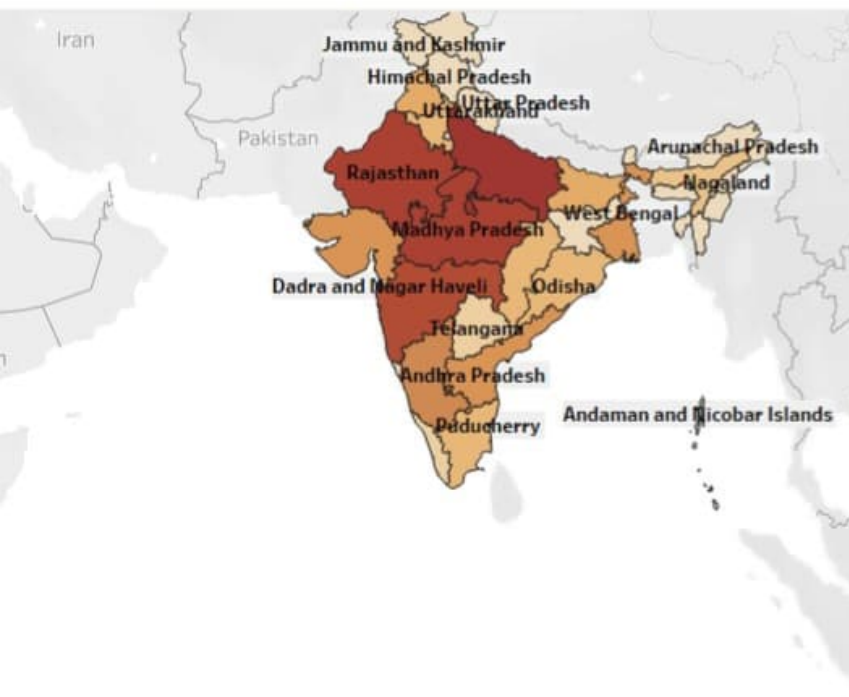 Iran
Jammu and Kashmir
Himachal Pradesh
Uttar Pradesh
Uttarakhand
Pakistan
Arunachal Pradesh
Rajasthan
Nagaland
West Bengal
Madhya Pradesh
Dadra and Nagar Haveli
Odisha
Telangana
Andhra Pradesh
Andaman and Nicobar Islands
Puducherry